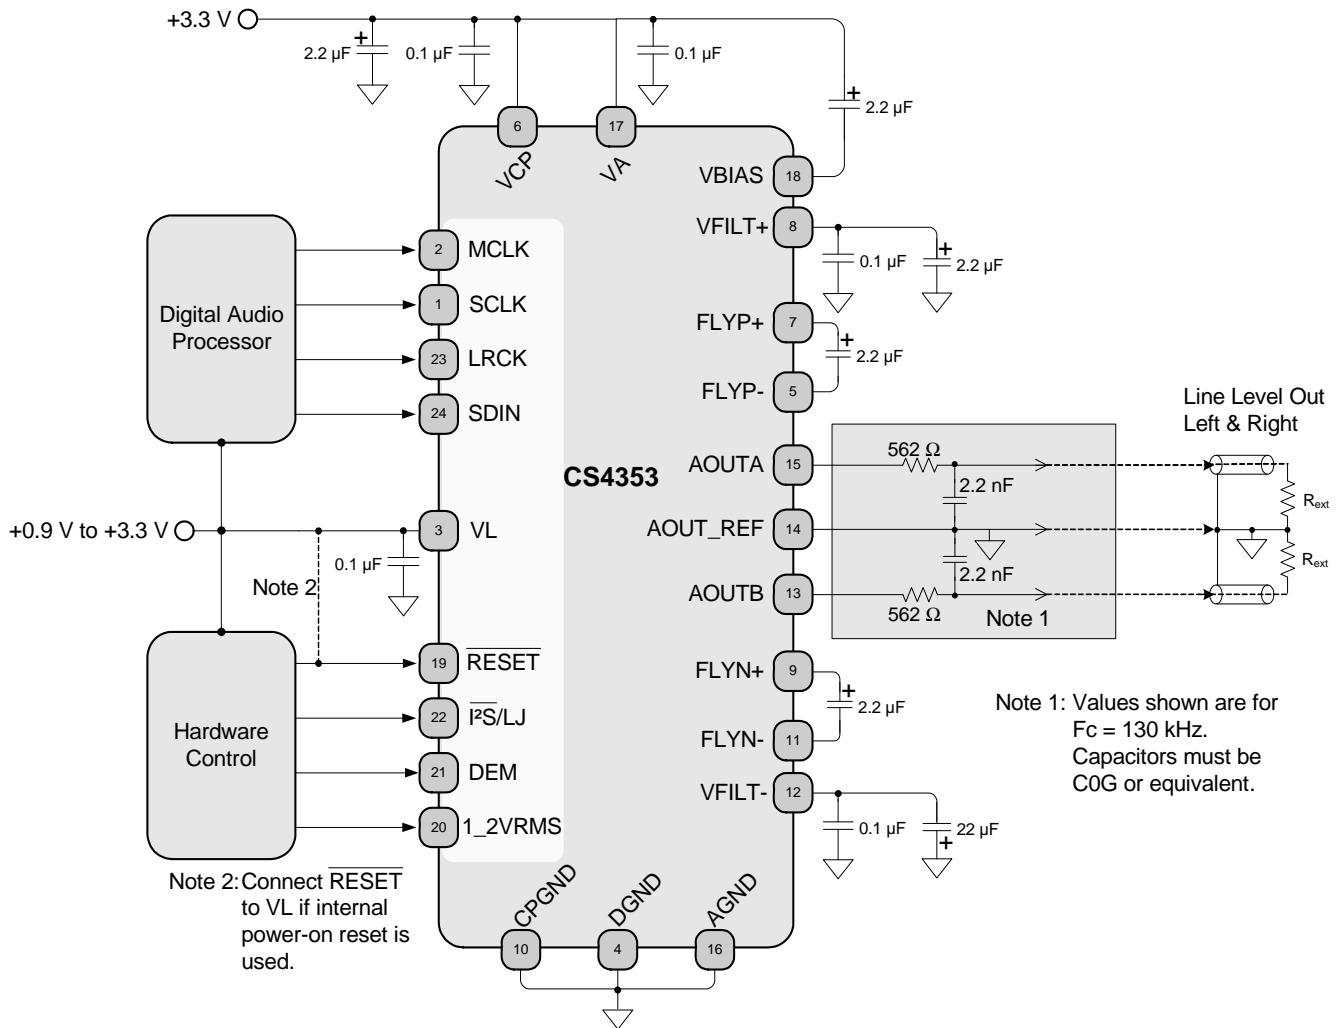 +3.3 V
2.2 µF
+
0.1 µF
0.1 µF
+
2.2 µF
6
VCP
17
VA
VBIAS
18
VFILT+
8
0.1 µF
+
2.2 µF
Digital Audio
Processor
2
MCLK
1
SCLK
23
LRCK
24
SDIN
FLYP+
7
+
2.2 µF
FLYP-
5
CS4353
Line Level Out
Left & Right
AOUTA
15
562 Ω
2.2 nF
Rext
AOUT_REF
14
2.2 nF
Rext
AOUTB
13
562 Ω
Note 1
+0.9 V to +3.3 V
3
VL
0.1 µF
Note 2
Hardware
Control
19
RESET
22
I²S/LJ
21
DEM
20
1_2VRMS
FLYN+
9
+
2.2 µF
FLYN-
11
VFILT-
12
0.1 µF
22 µF
+
Note 1: Values shown are for
Fc = 130 kHz.
Capacitors must be
C0G or equivalent.
Note 2: Connect RESET
to VL if internal
power-on reset is
used.
CPGND
10
DGND
4
AGND
16